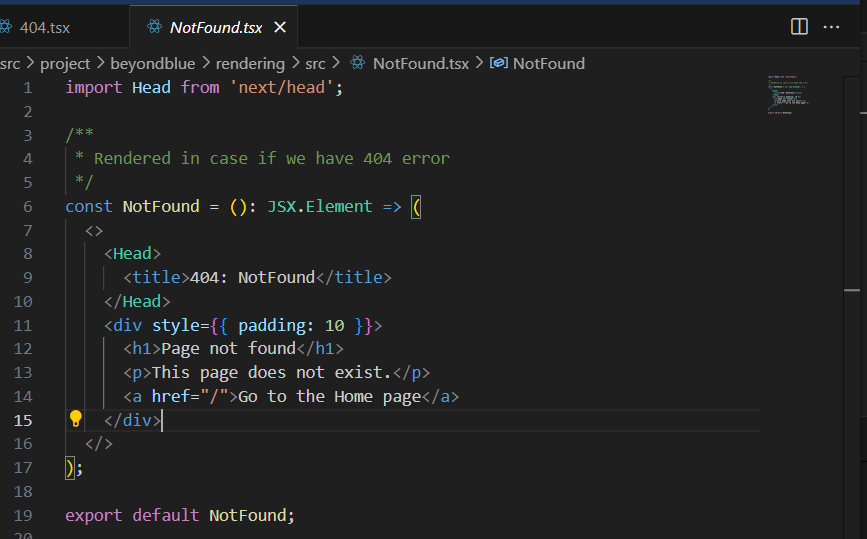 404.tsx
NotFound.tsx
src > project > beyondblue > rendering > src > NotFound.tsx > NotFound
1 import Head from 'next/head';
2
3 /**
4  * Rendered in case if we have 404 error
5  */
6 const NotFound = (): JSX.Element => (
7   <>
8     <Head>
9       <title>404: NotFound</title>
10     </Head>
11     <div style={{ padding: 10 }}>
12       <h1>Page not found</h1>
13       <p>This page does not exist.</p>
14       <a href="/">Go to the Home page</a>
15     </div>
16   </>
17 );
18
19 export default NotFound;
20